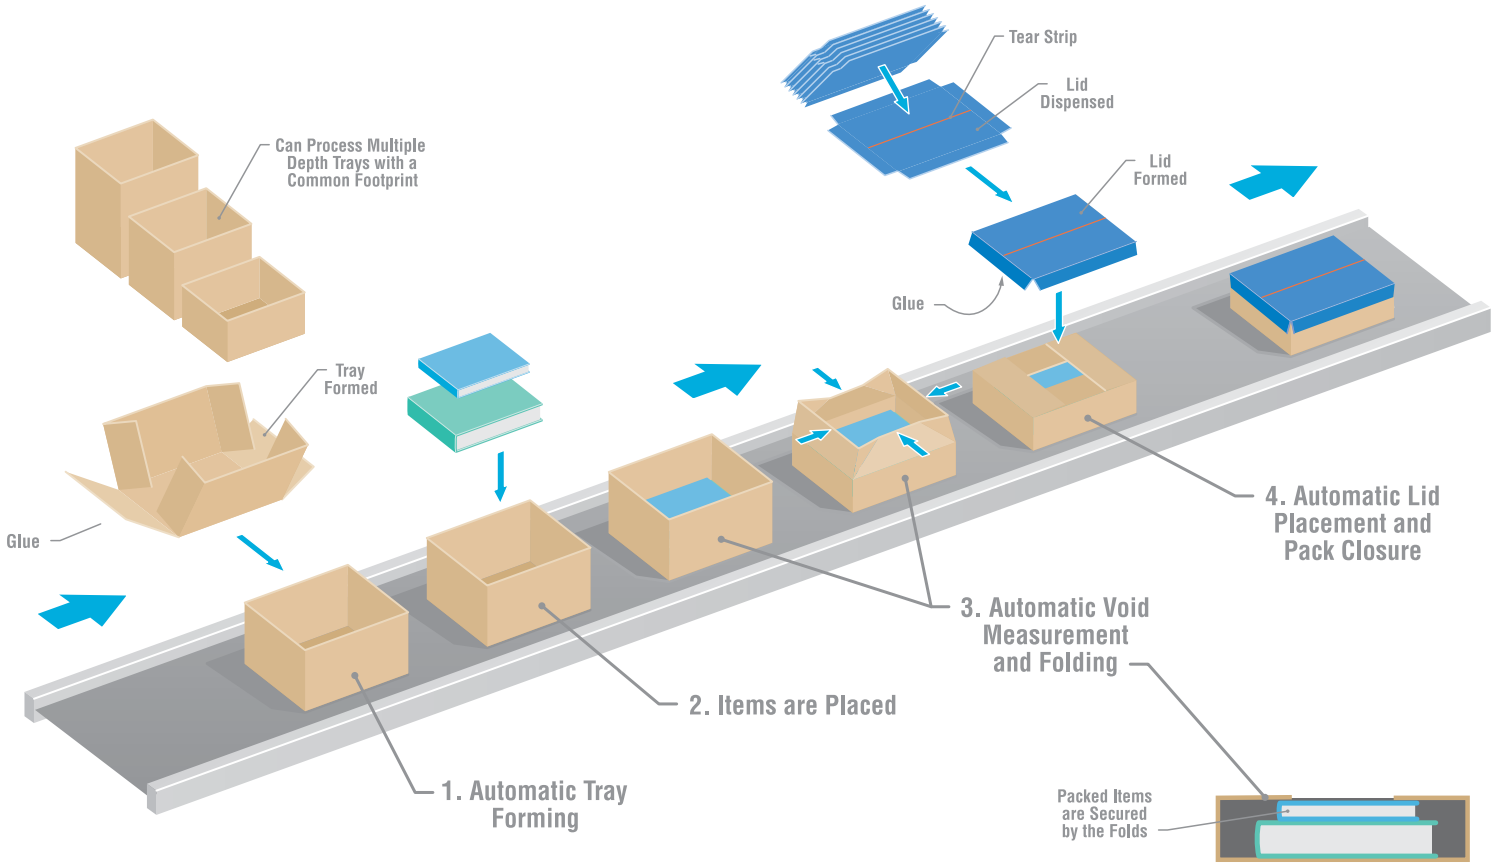 Tear Strip
Lid
Dispensed
Can Process Multiple
Depth Trays with a
Common Footprint
Lid
Formed
Glue
Tray
Formed
Glue
4. Automatic Lid
Placement and
Pack Closure
3. Automatic Void
Measurement
and Folding
2. Items are Placed
1. Automatic Tray
Forming
Packed Items
are Secured
by the Folds